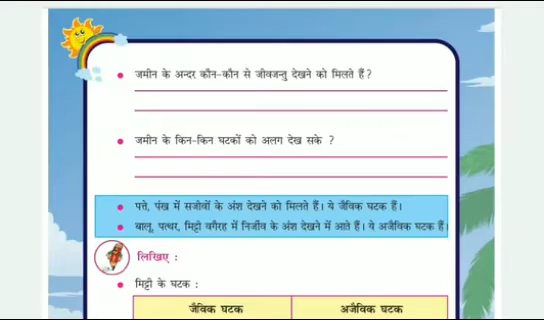 जमीन के अन्दर कौन-कौन से जीवजन्तु देखने को मिलते हैं?
जमीन के किन-किन घटकों को अलग देख सके ?
पत्ते, पंख में सजीवों के अंश देखने को मिलते हैं। ये जैविक घटक हैं।
बालू, पत्थर, मिट्टी वगैरह में निर्जीव के अंश देखने में आते हैं। ये अजैविक घटक हैं।
लिखिए :
मिट्टी के घटक :
जैविक घटक
अजैविक घटक